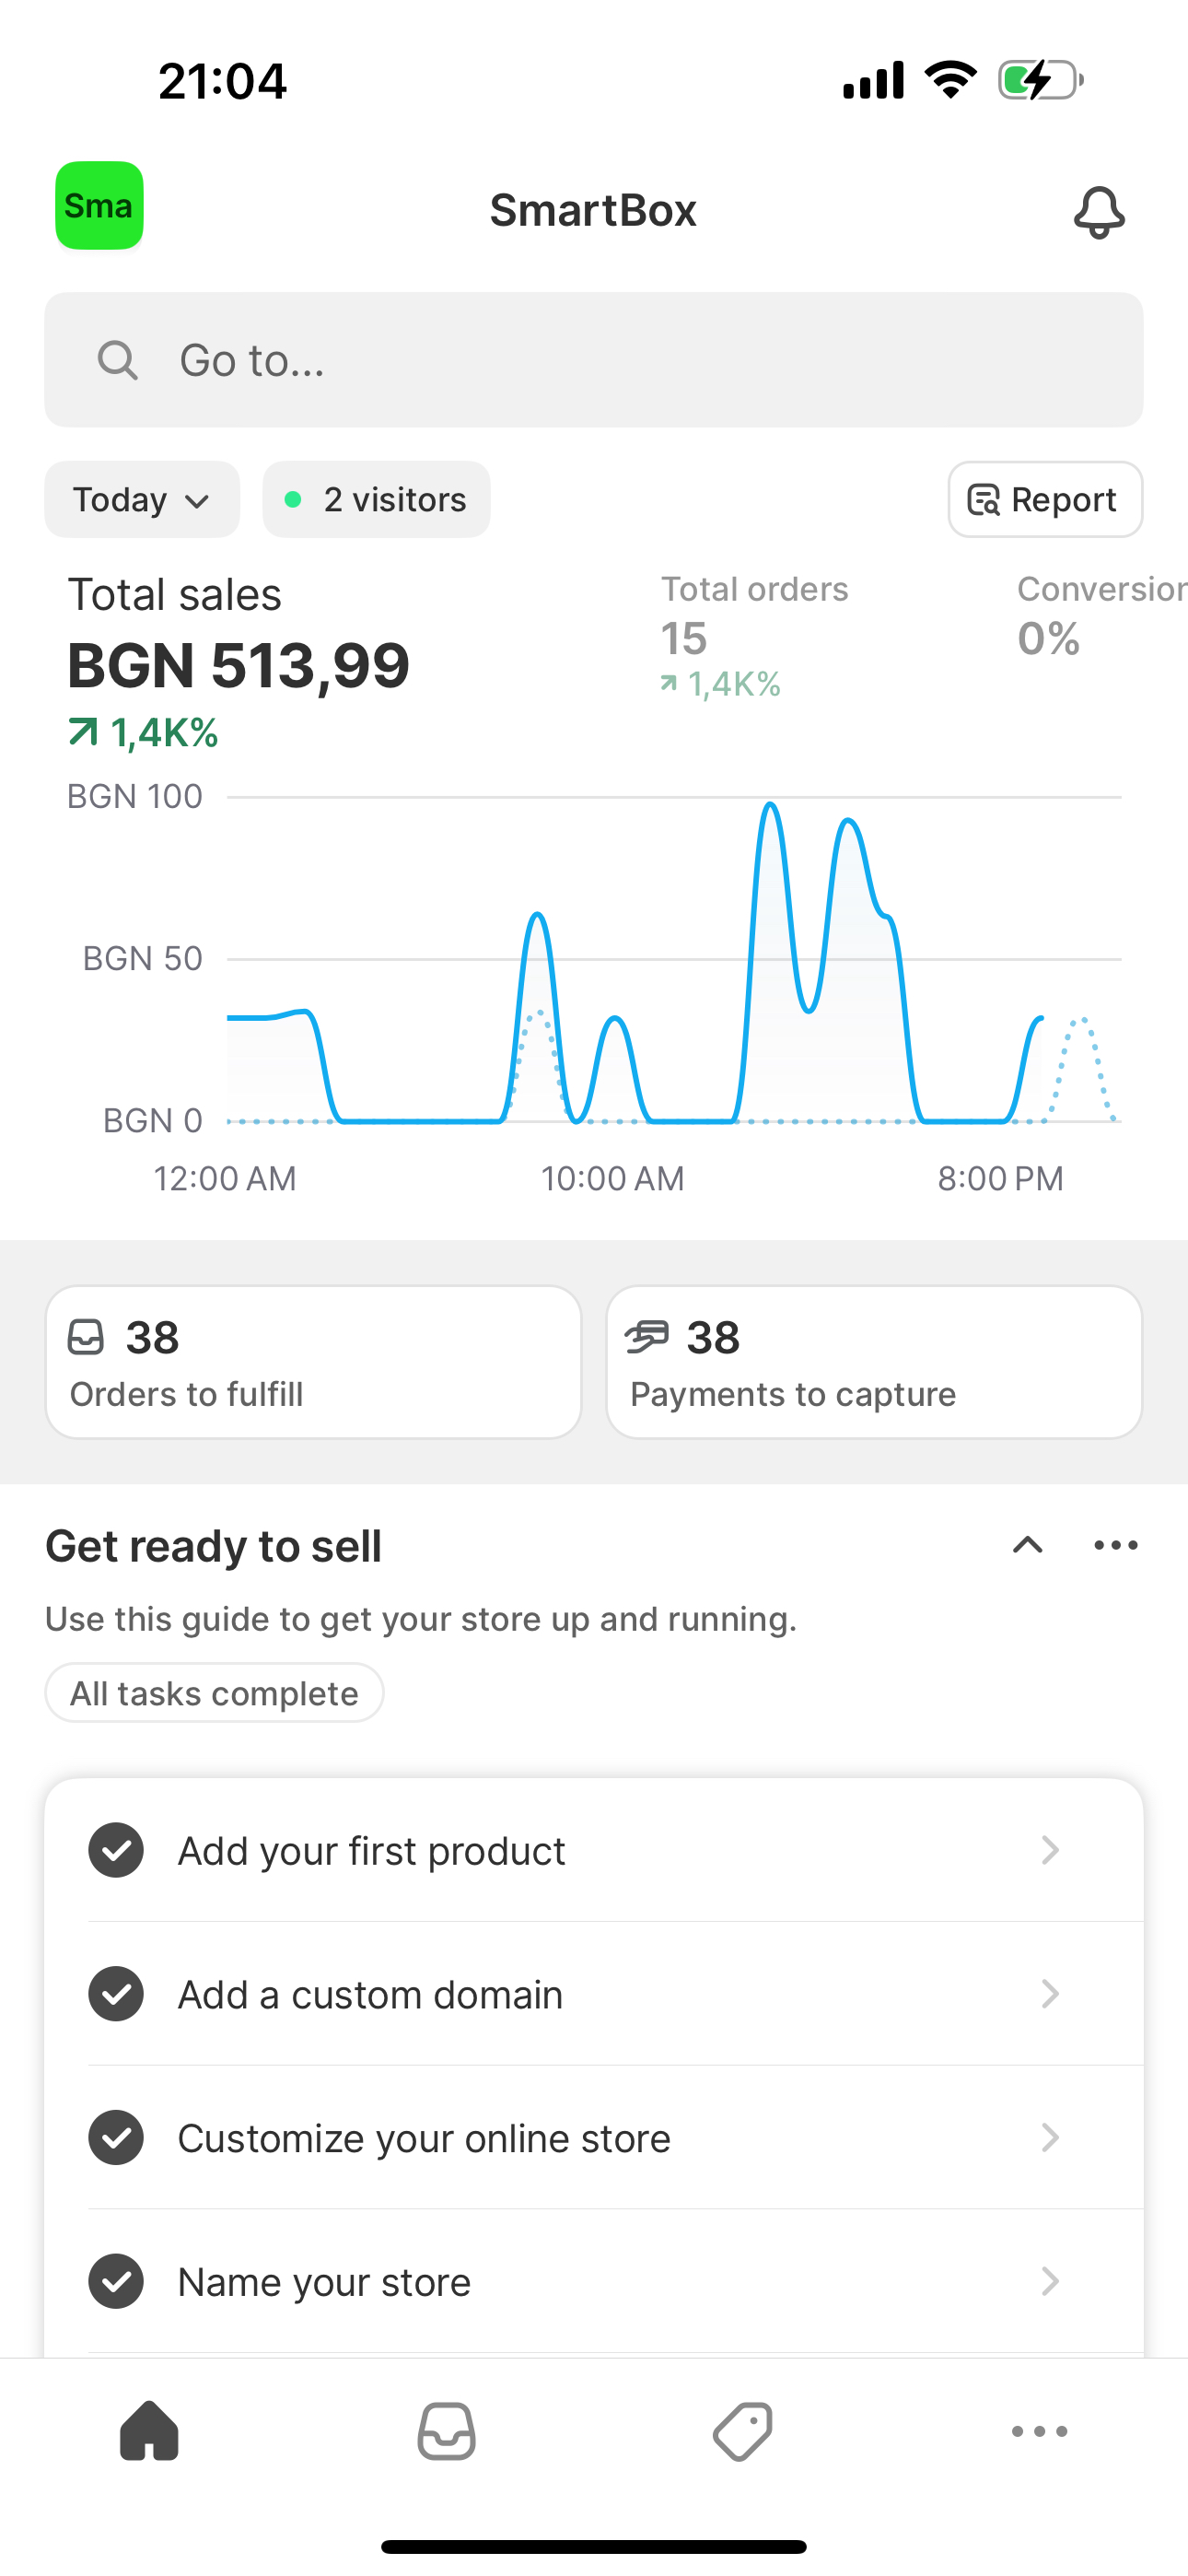 21:04
Sma
SmartBox
Go to...
Today
2 visitors
Report
Total sales
BGN 513,99
1,4K%
Total orders
15
1,4K%
Conversion
0%
BGN 100
BGN 50
BGN 0
12:00 AM
10:00 AM
8:00 PM
38
Orders to fulfill
38
Payments to capture
Get ready to sell
Use this guide to get your store up and running.
All tasks complete
Add your first product
Add a custom domain
Customize your online store
Name your store